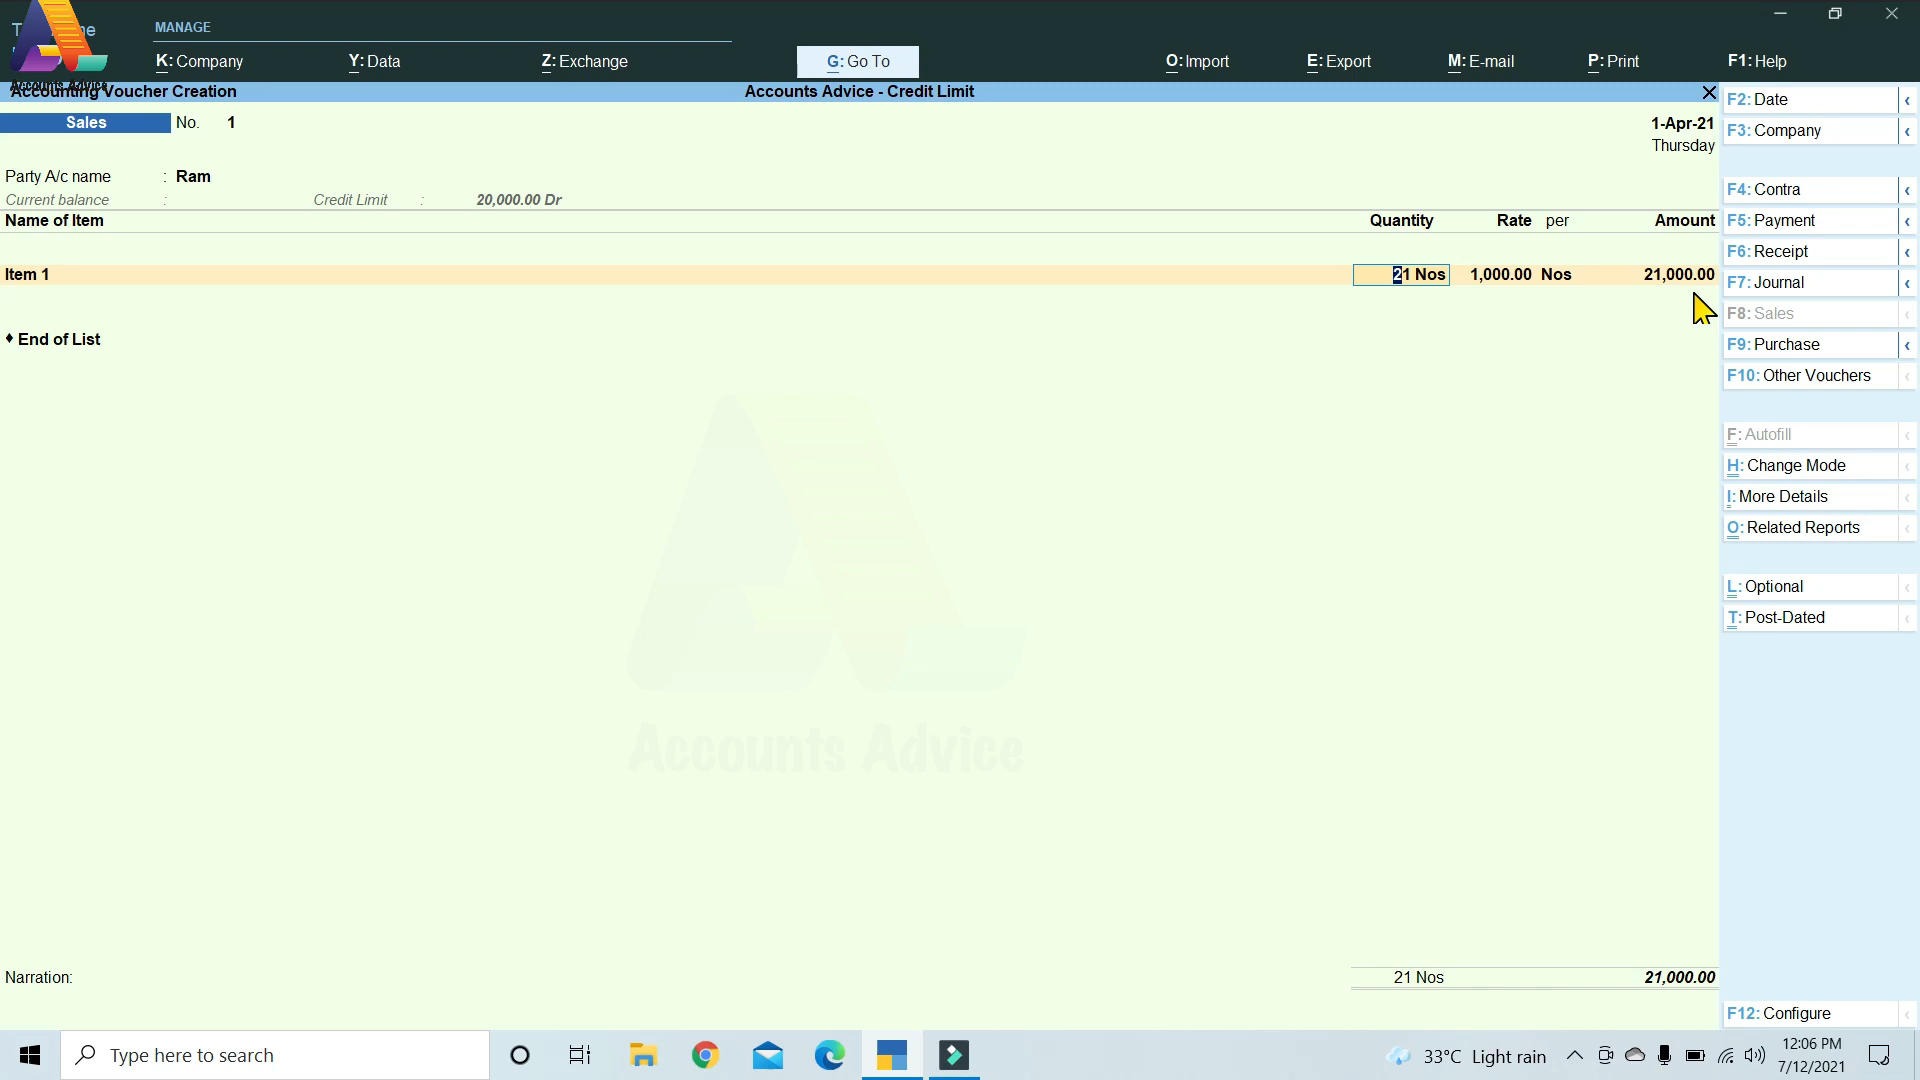 MANAGE
K: Company
Y: Data
Z: Exchange
G: Go To
O: Import
E: Export
M: E-mail
P: Print
F1: Help
Accounts Advice
Accounting Voucher Creation
Accounts Advice - Credit Limit
Sales No. 1
1-Apr-21
Thursday
Party A/c name : Ram
Current balance : Credit Limit : 20,000.00 Dr
Name of Item Quantity Rate per Amount
Item 1 21 Nos 1,000.00 Nos 21,000.00
♦ End of List
Accounts Advice
Narration: 21 Nos 21,000.00
F2: Date
F3: Company
F4: Contra
F5: Payment
F6: Receipt
F7: Journal
F8: Sales
F9: Purchase
F10: Other Vouchers
F: Autofill
H: Change Mode
I: More Details
O: Related Reports
L: Optional
T: Post-Dated
F12: Configure
Type here to search
33°C Light rain
12:06 PM
7/12/2021